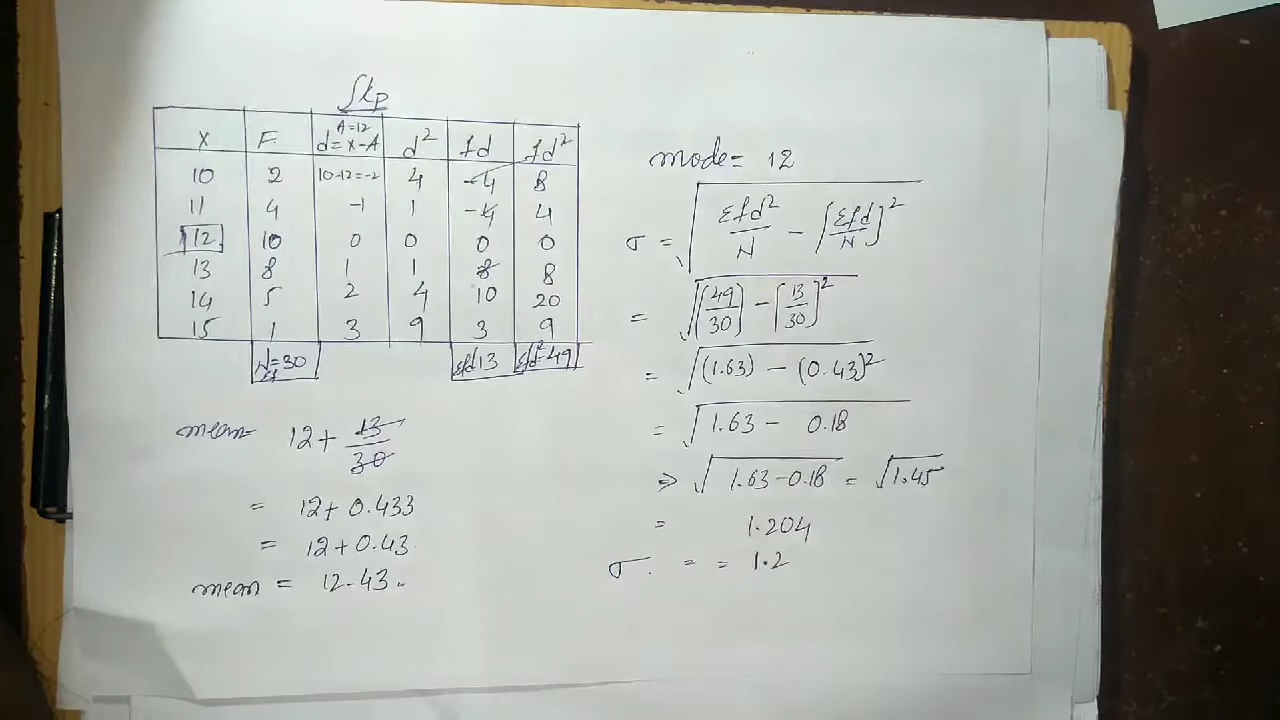 Skp
X F A=12 d=x-A d² fd fd²
10 2 10-12=-2 4 -4 8
11 4 -1 1 -4 4
12 10 0 0 0 0
13 8 1 1 8 8
14 5 2 4 10 20
15 1 3 9 3 9
N=30 Σfd 13 Σfd²=49
Σf
mean= 12+ 13/30
= 12+ 0.433
= 12+0.43
mean = 12.43
mode= 12
σ = √Σfd²/N - [Σfd/N]²
= √(49/30) - [13/30]²
= √(1.63) - (0.43)²
= √1.63 - 0.18
⇒ √1.63-0.18 = √1.45
= 1.204
σ. = = 1.2